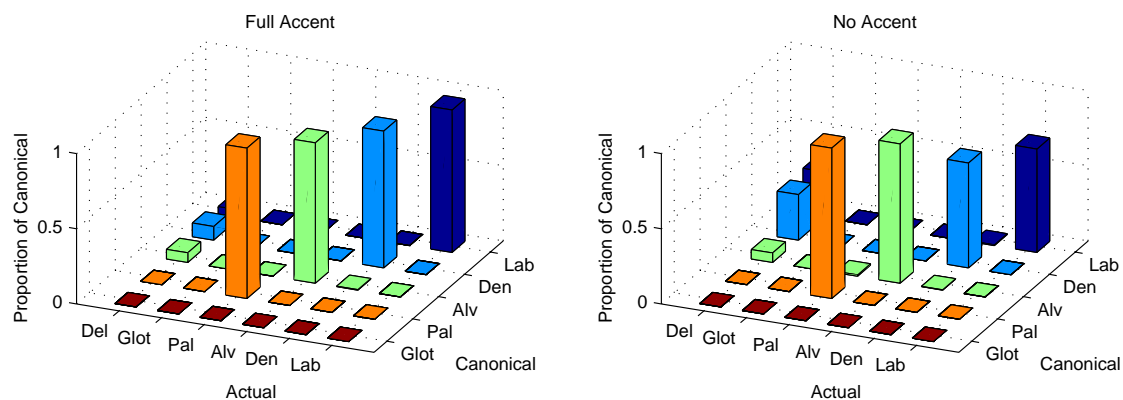 Full Accent
Proportion of Canonical
1
0.5
0
Del
Glot
Pal
Alv
Den
Lab
Actual
Glot
Pal
Alv
Den
Lab
Canonical
No Accent
Proportion of Canonical
1
0.5
0
Del
Glot
Pal
Alv
Den
Lab
Actual
Glot
Pal
Alv
Den
Lab
Canonical